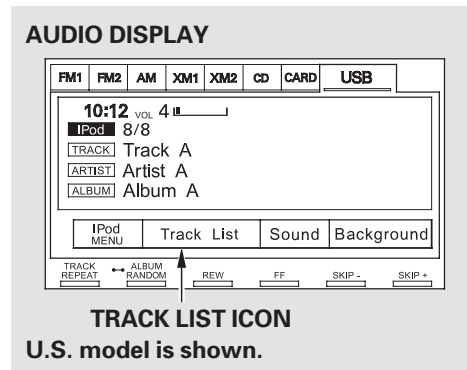 AUDIO DISPLAY
FM1 FM2 AM XM1 XM2 CD CARD USB
10:12 VOL 4
IPod 8/8
TRACK Track A
ARTIST Artist A
ALBUM Album A
IPod MENU Track List Sound Background
TRACK REPEAT ALBUM RANDOM REW FF SKIP - SKIP +
TRACK LIST ICON
U.S. model is shown.